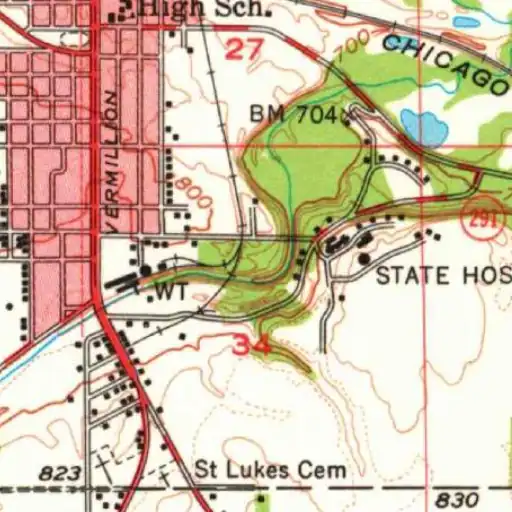 High Sch.
27
700
CHICAGO
BM 704
VERMILLION
800
291
STATE HOS
WT
34
823
St Lukes Cem
830